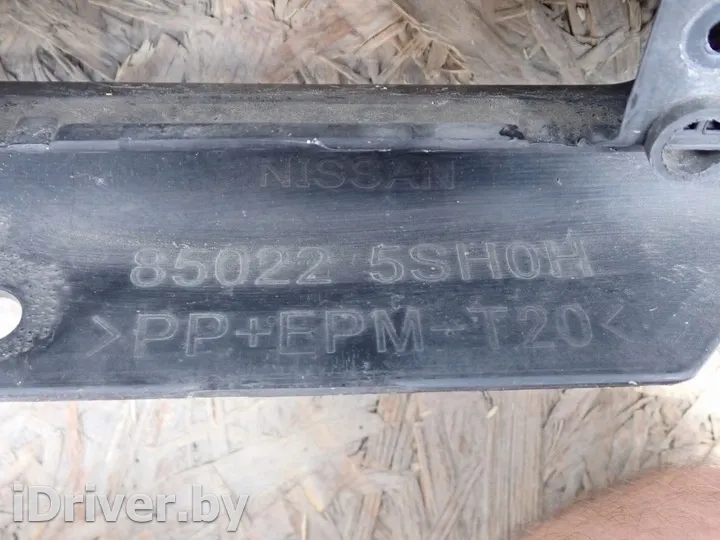 NISSAN
85022 5SH0H
>PP+EPM-T20<
iDriver.by